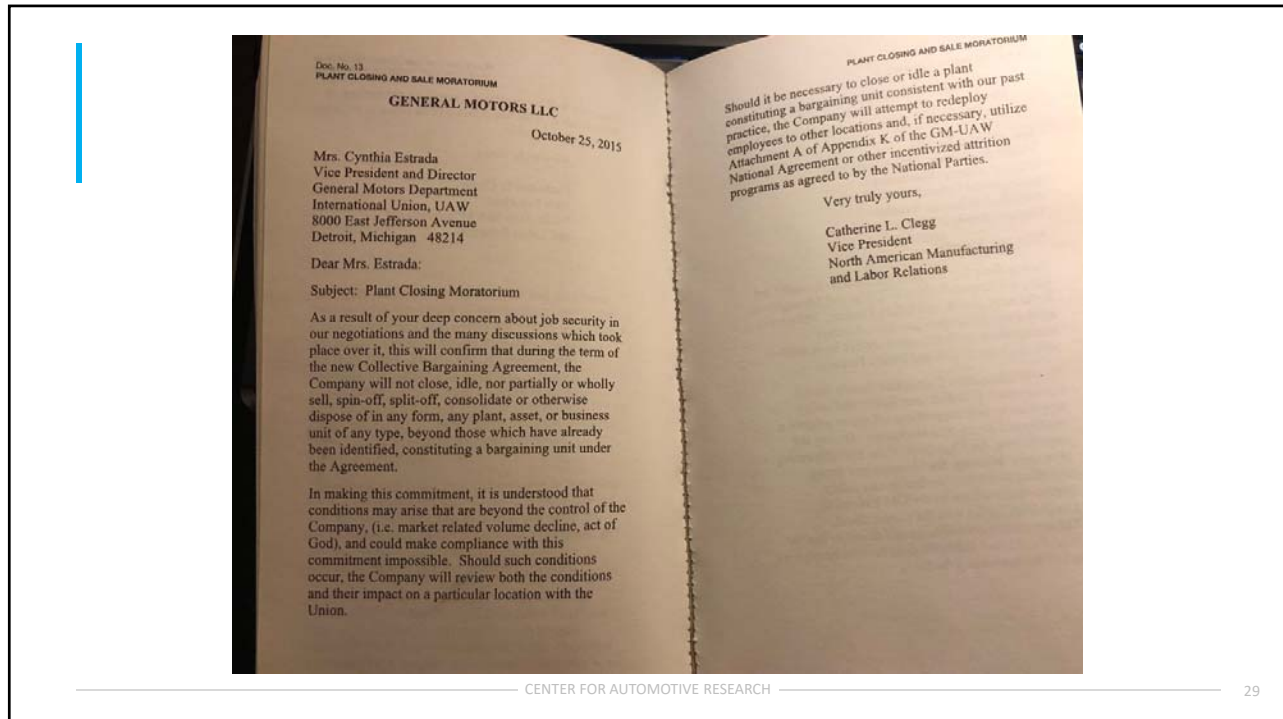 Doc. No. 13
PLANT CLOSING AND SALE MORATORIUM
GENERAL MOTORS LLC
October 25, 2015
Mrs. Cynthia Estrada
Vice President and Director
General Motors Department
International Union, UAW
8000 East Jefferson Avenue
Detroit, Michigan 48214
Dear Mrs. Estrada:
Subject: Plant Closing Moratorium
As a result of your deep concern about job security in
our negotiations and the many discussions which took
place over it, this will confirm that during the term of
the new Collective Bargaining Agreement, the
Company will not close, idle, nor partially or wholly
sell, spin-off, split-off, consolidate or otherwise
dispose of in any form, any plant, asset, or business
unit of any type, beyond those which have already
been identified, constituting a bargaining unit under
the Agreement.
In making this commitment, it is understood that
conditions may arise that are beyond the control of the
Company, (i.e. market related volume decline, act of
God), and could make compliance with this
commitment impossible. Should such conditions
occur, the Company will review both the conditions
and their impact on a particular location with the
Union.
PLANT CLOSING AND SALE MORATORIUM
Should it be necessary to close or idle a plant
constituting a bargaining unit consistent with our past
practice, the Company will attempt to redeploy
employees to other locations and, if necessary, utilize
Attachment A of Appendix K of the GM-UAW
National Agreement or other incentivized attrition
programs as agreed to by the National Parties.
Very truly yours,
Catherine L. Clegg
Vice President
North American Manufacturing
and Labor Relations
CENTER FOR AUTOMOTIVE RESEARCH
29